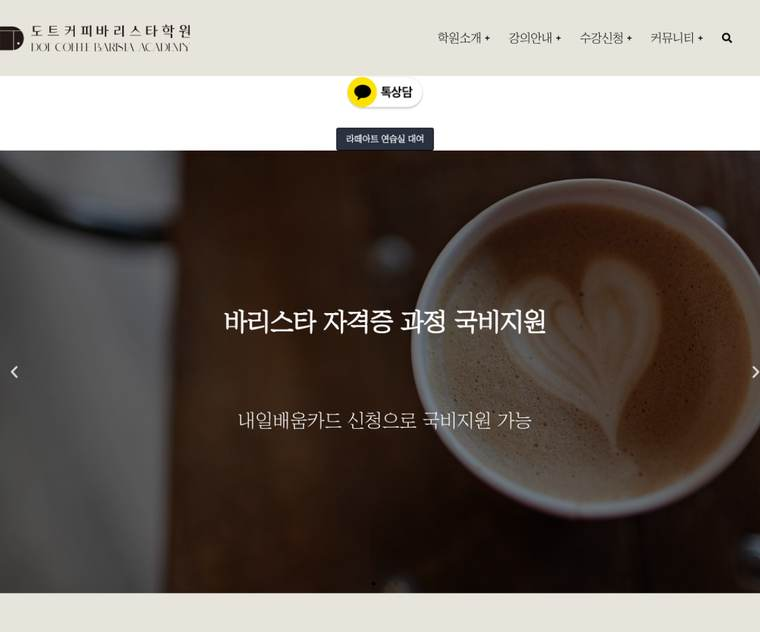 도트커피바리스타학원
DOT COFFEE BARISTA ACADEMY
학원소개 +
강의안내 +
수강신청 +
커뮤니티 +
톡상담
라떼아트 연습실 대여
바리스타 자격증 과정 국비지원
내일배움카드 신청으로 국비지원 가능